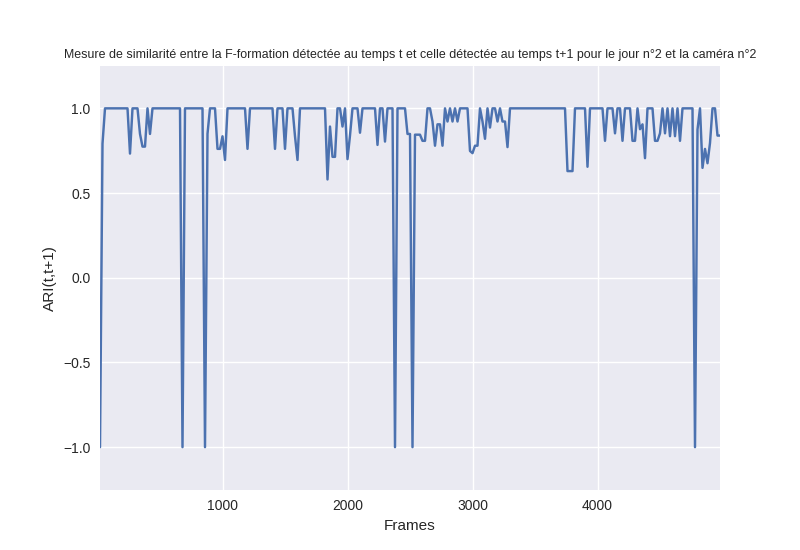 Mesure de similarité entre la F-formation détectée au temps t et celle détectée au temps t+1 pour le jour n°2 et la caméra n°2
1.0
0.5
0.0
−0.5
−1.0
ARI(t,t+1)
1000 2000 3000 4000
Frames